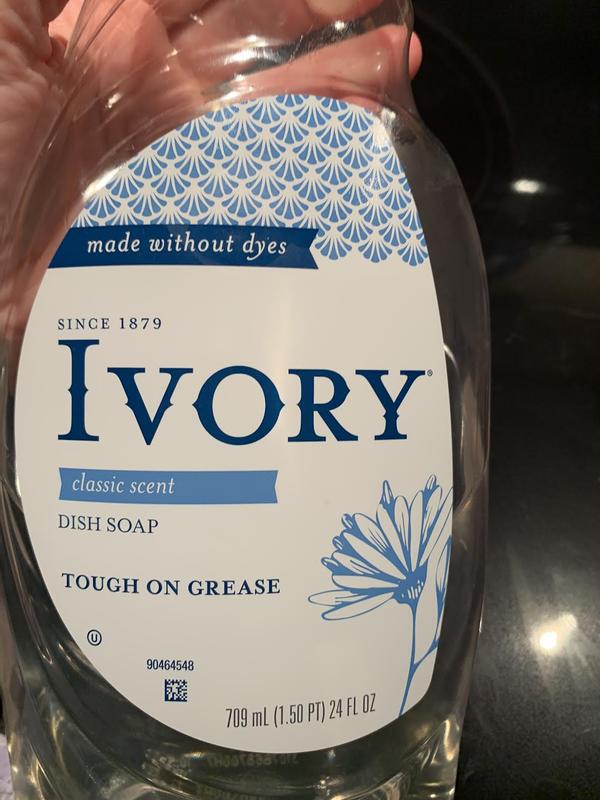 made without dyes
SINCE 1879
IVORY®
classic scent
DISH SOAP
TOUGH ON GREASE
U
90464548
709 mL (1.50 PT) 24 FL OZ